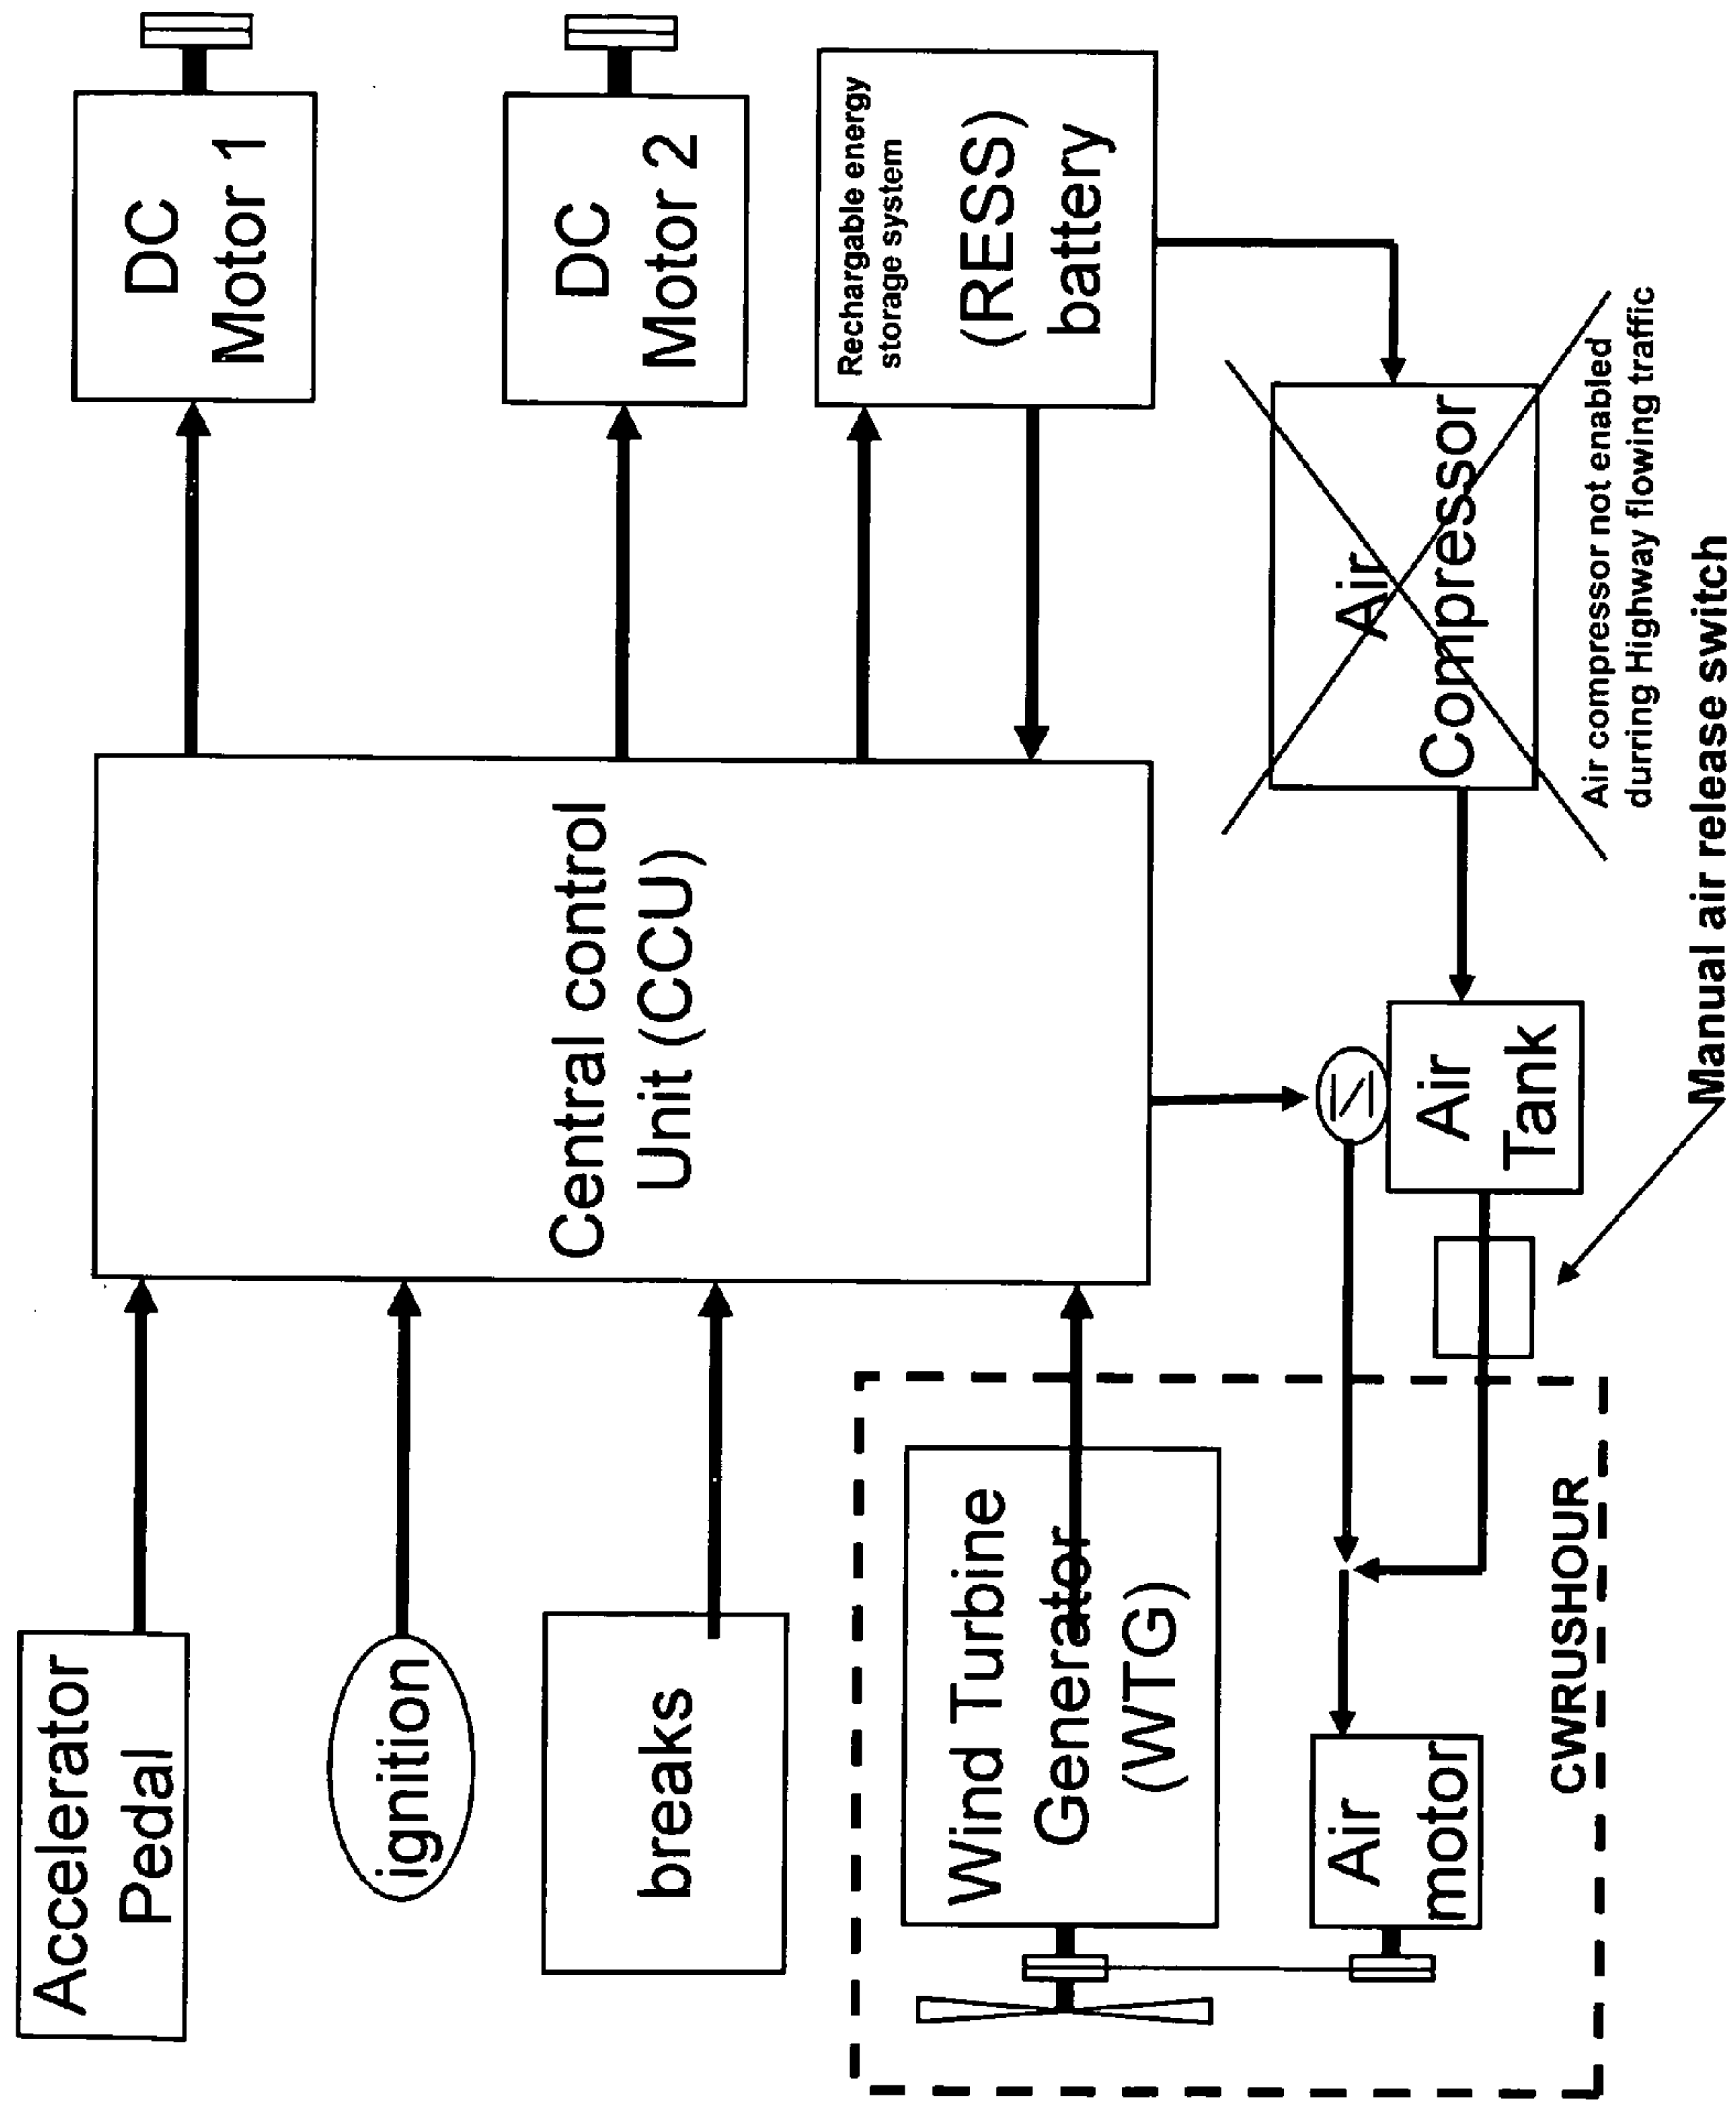 Accelerator
Pedal
ignition
breaks
Wind Turbine
Generator
(WTG)
Air
motor
CWRUSHOUR
Central control
Unit (CCU)
DC
Motor 1
DC
Motor 2
Rechargable energy
storage system
(RESS)
battery
Air
Compressor
Air compressor not enabled
durring Highway flowing traffic
Air
Tank
Manual air release switch